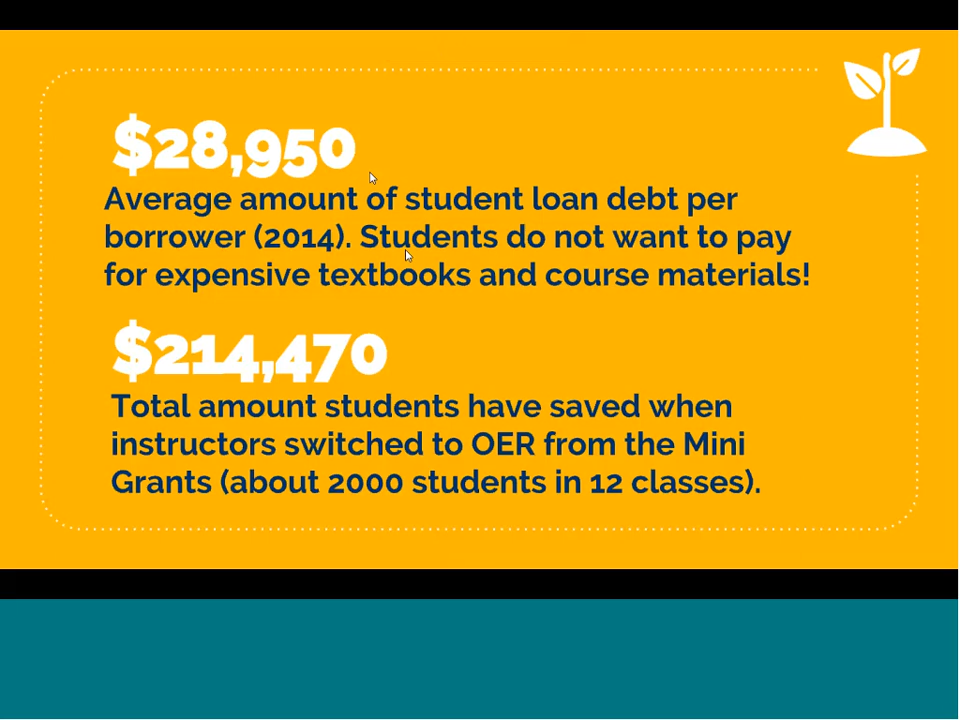 $28,950
Average amount of student loan debt per
borrower (2014). Students do not want to pay
for expensive textbooks and course materials!
$214,470
Total amount students have saved when
instructors switched to OER from the Mini
Grants (about 2000 students in 12 classes).